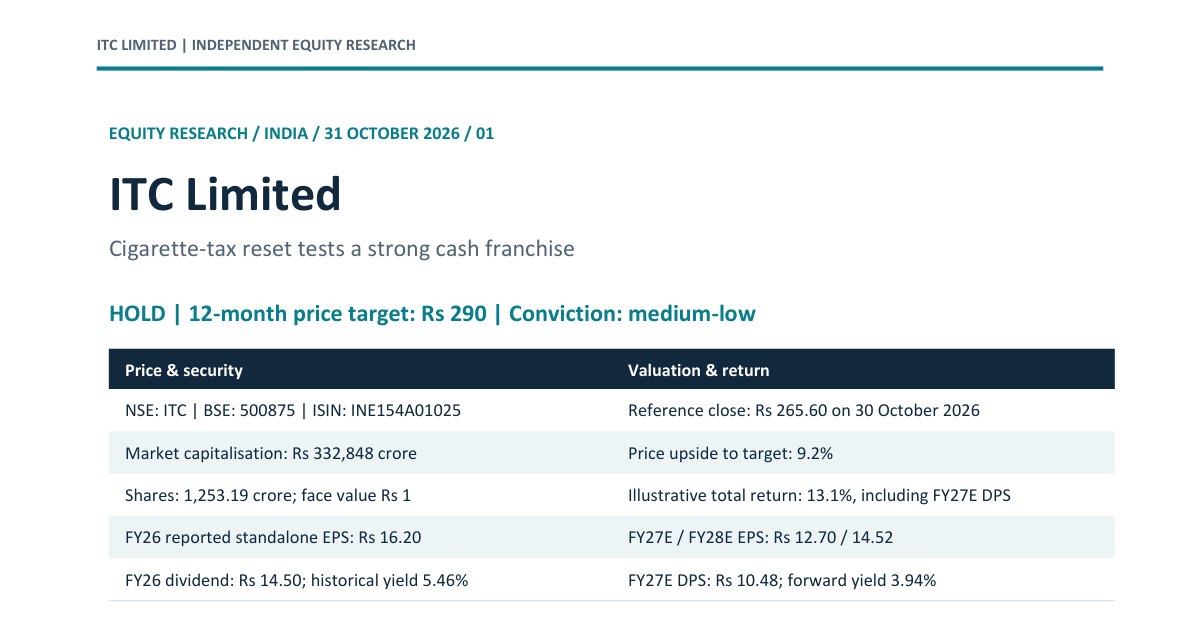 ITC LIMITED | INDEPENDENT EQUITY RESEARCH
EQUITY RESEARCH / INDIA / 31 OCTOBER 2026 / 01
ITC Limited
Cigarette-tax reset tests a strong cash franchise
HOLD | 12-month price target: Rs 290 | Conviction: medium-low
Price & security Valuation & return
NSE: ITC | BSE: 500875 | ISIN: INE154A01025 Reference close: Rs 265.60 on 30 October 2026
Market capitalisation: Rs 332,848 crore Price upside to target: 9.2%
Shares: 1,253.19 crore; face value Rs 1 Illustrative total return: 13.1%, including FY27E DPS
FY26 reported standalone EPS: Rs 16.20 FY27E / FY28E EPS: Rs 12.70 / 14.52
FY26 dividend: Rs 14.50; historical yield 5.46% FY27E DPS: Rs 10.48; forward yield 3.94%